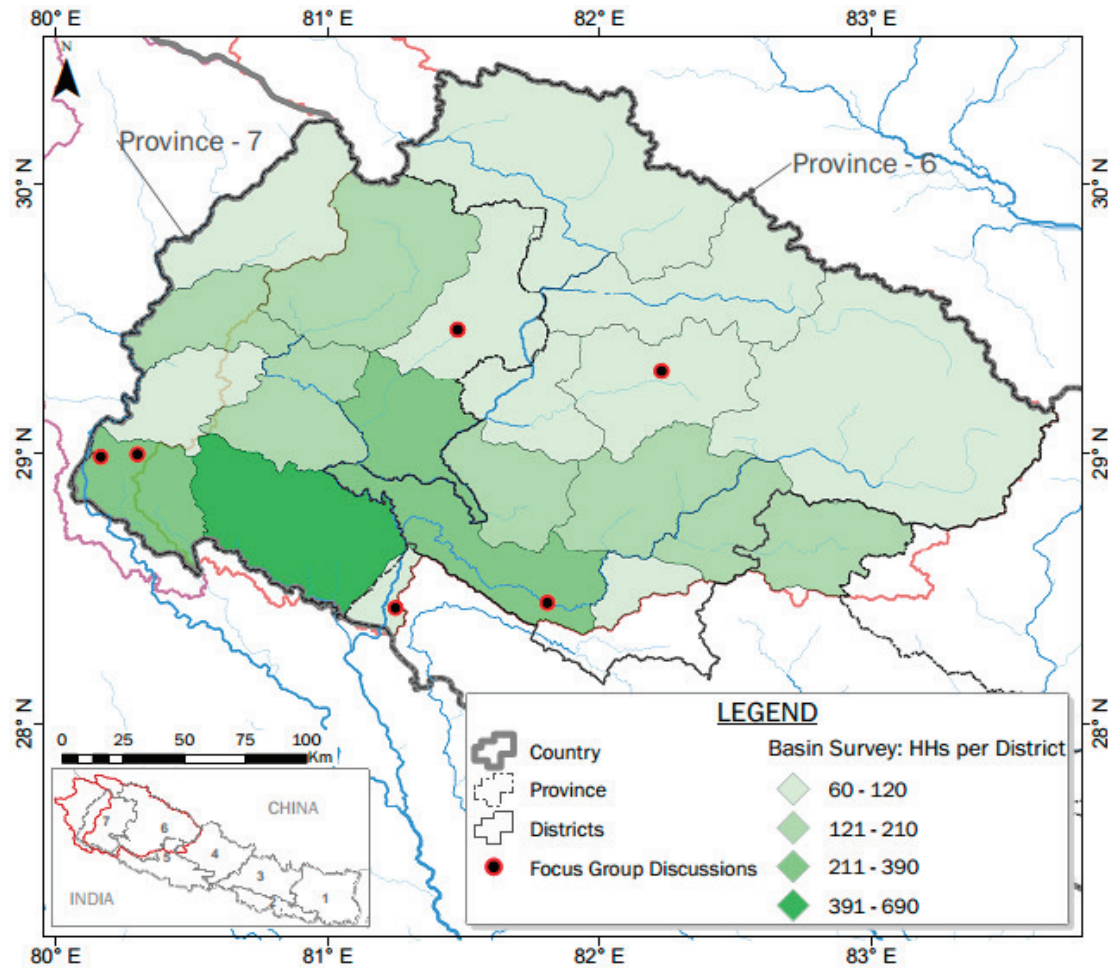 80° E 81° E 82° E 83° E
N
Province - 7
Province - 6
30° N 30° N
29° N 29° N
28° N 28° N
LEGEND
Country
Province
Districts
Focus Group Discussions
Basin Survey: HHs per District
60 - 120
121 - 210
211 - 390
391 - 690
0 25 50 75 100
Km
CHINA
INDIA
7
6
5
4
3
2
1
80° E 81° E 82° E 83° E